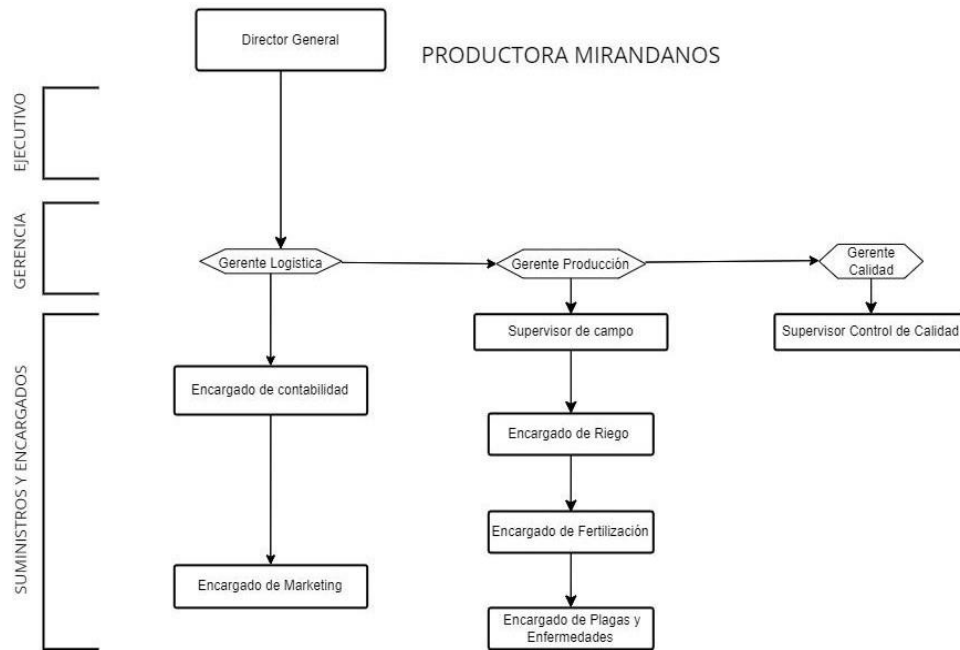 Director General
PRODUCTORA MIRANDANOS
EJECUTIVO
GERENCIA
Gerente Logistica
Gerente Producción
Gerente
Calidad
SUMINISTROS Y ENCARGADOS
Supervisor de campo
Supervisor Control de Calidad
Encargado de contabilidad
Encargado de Riego
Encargado de Fertilización
Encargado de Marketing
Encargado de Plagas y
Enfermedades